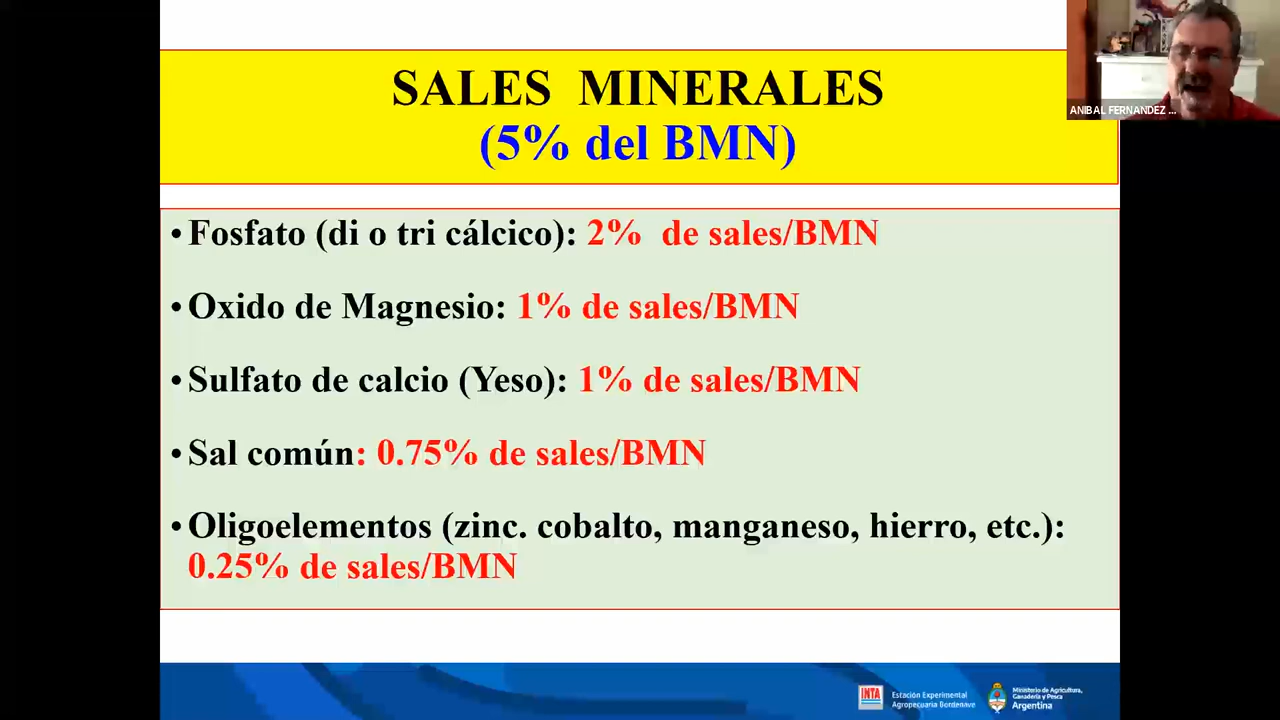 SALES MINERALES
(5% del BMN)
ANIBAL FERNANDEZ ...
• Fosfato (di o tri cálcico): 2% de sales/BMN
• Oxido de Magnesio: 1% de sales/BMN
• Sulfato de calcio (Yeso): 1% de sales/BMN
• Sal común: 0.75% de sales/BMN
• Oligoelementos (zinc. cobalto, manganeso, hierro, etc.):
0.25% de sales/BMN
INTA
Estación Experimental
Agropecuaria Bordenave
Ministerio de Agricultura,
Ganadería y Pesca
Argentina